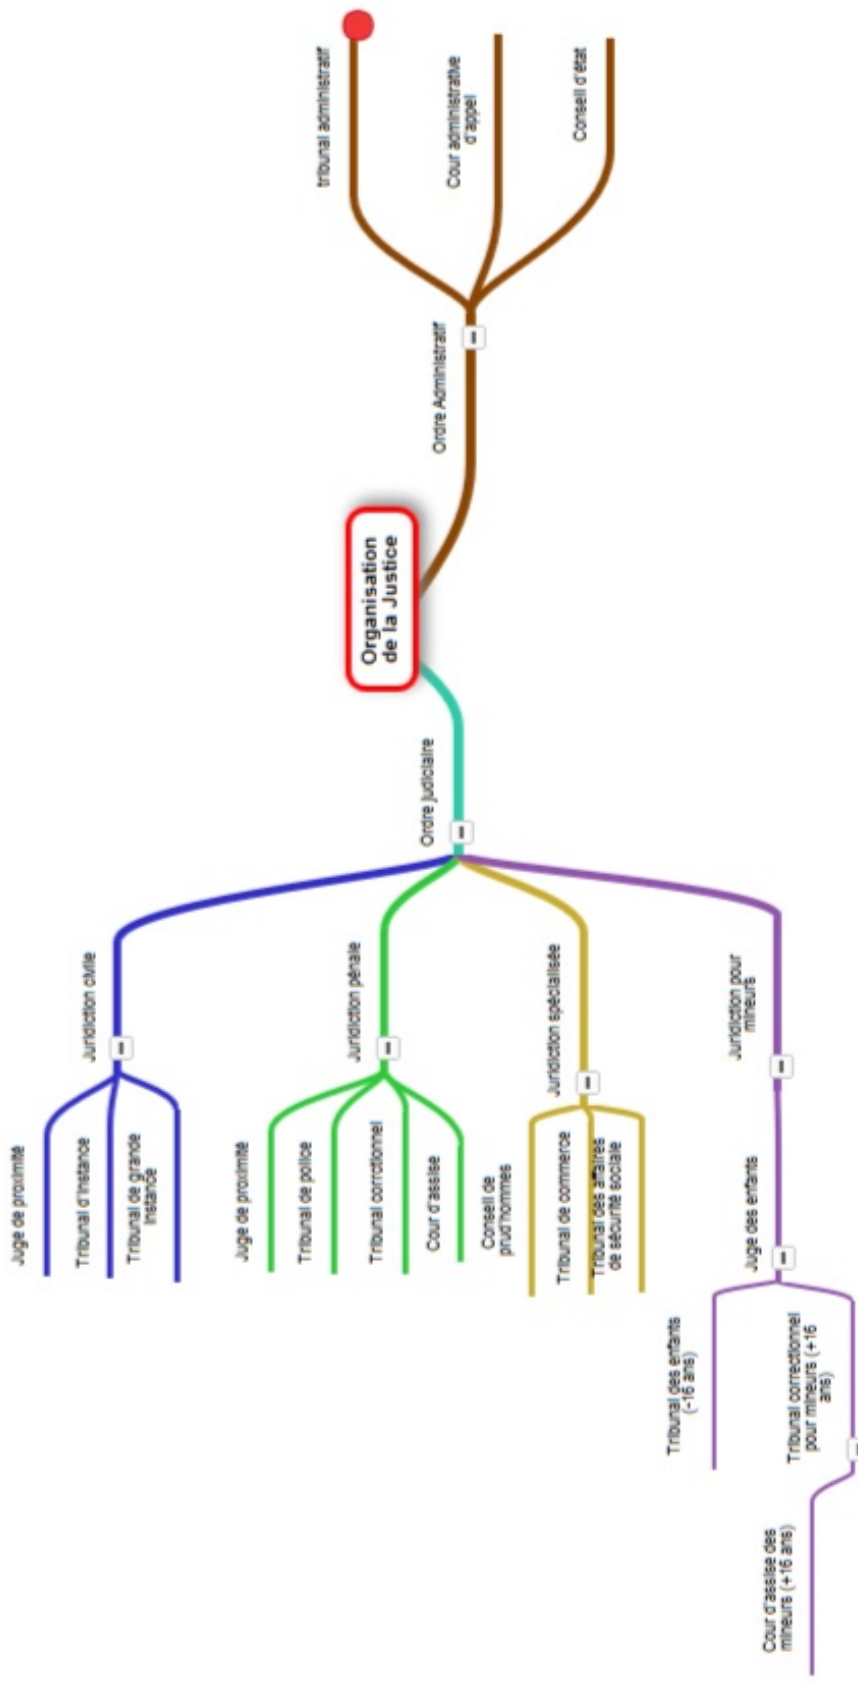 Organisation
de la Justice
Ordre Administratif
tribunal administratif
Cour administrative
d'appel
Conseil d'état
Ordre judiciaire
Juridiction civile
Juge de proximité
Tribunal d'instance
Tribunal de grande
instance
Juridiction pénale
Juge de proximité
Tribunal de police
Tribunal corrctionnel
Cour d'assise
Juridiction spécialisée
Conseil de
prud'hommes
Tribunal de commerce
Tribunal des affaires
de sécurité sociale
Juridiction pour
mineurs
Juge des enfants
Tribunal des enfants
(-16 ans)
Tribunal correctionnel
pour mineurs (+16
ans)
Cour d'assise des
mineurs (+16 ans)